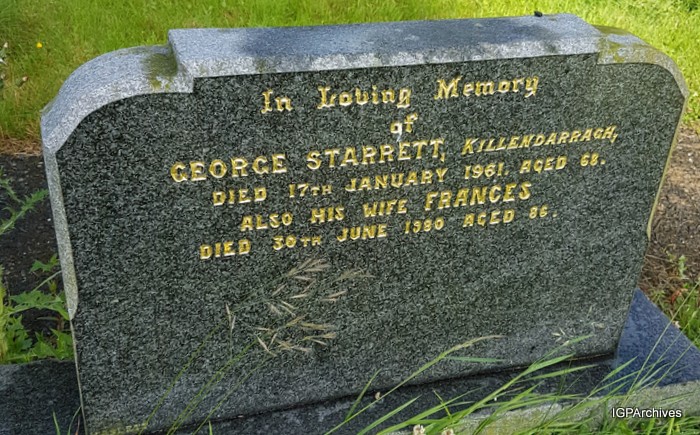 In Loving Memory
of
GEORGE STARRETT, KILLENDARRAGH,
DIED 17TH JANUARY 1961. AGED 68.
ALSO HIS WIFE FRANCES
DIED 30TH JUNE 1980 AGED 86.
IGPArchives